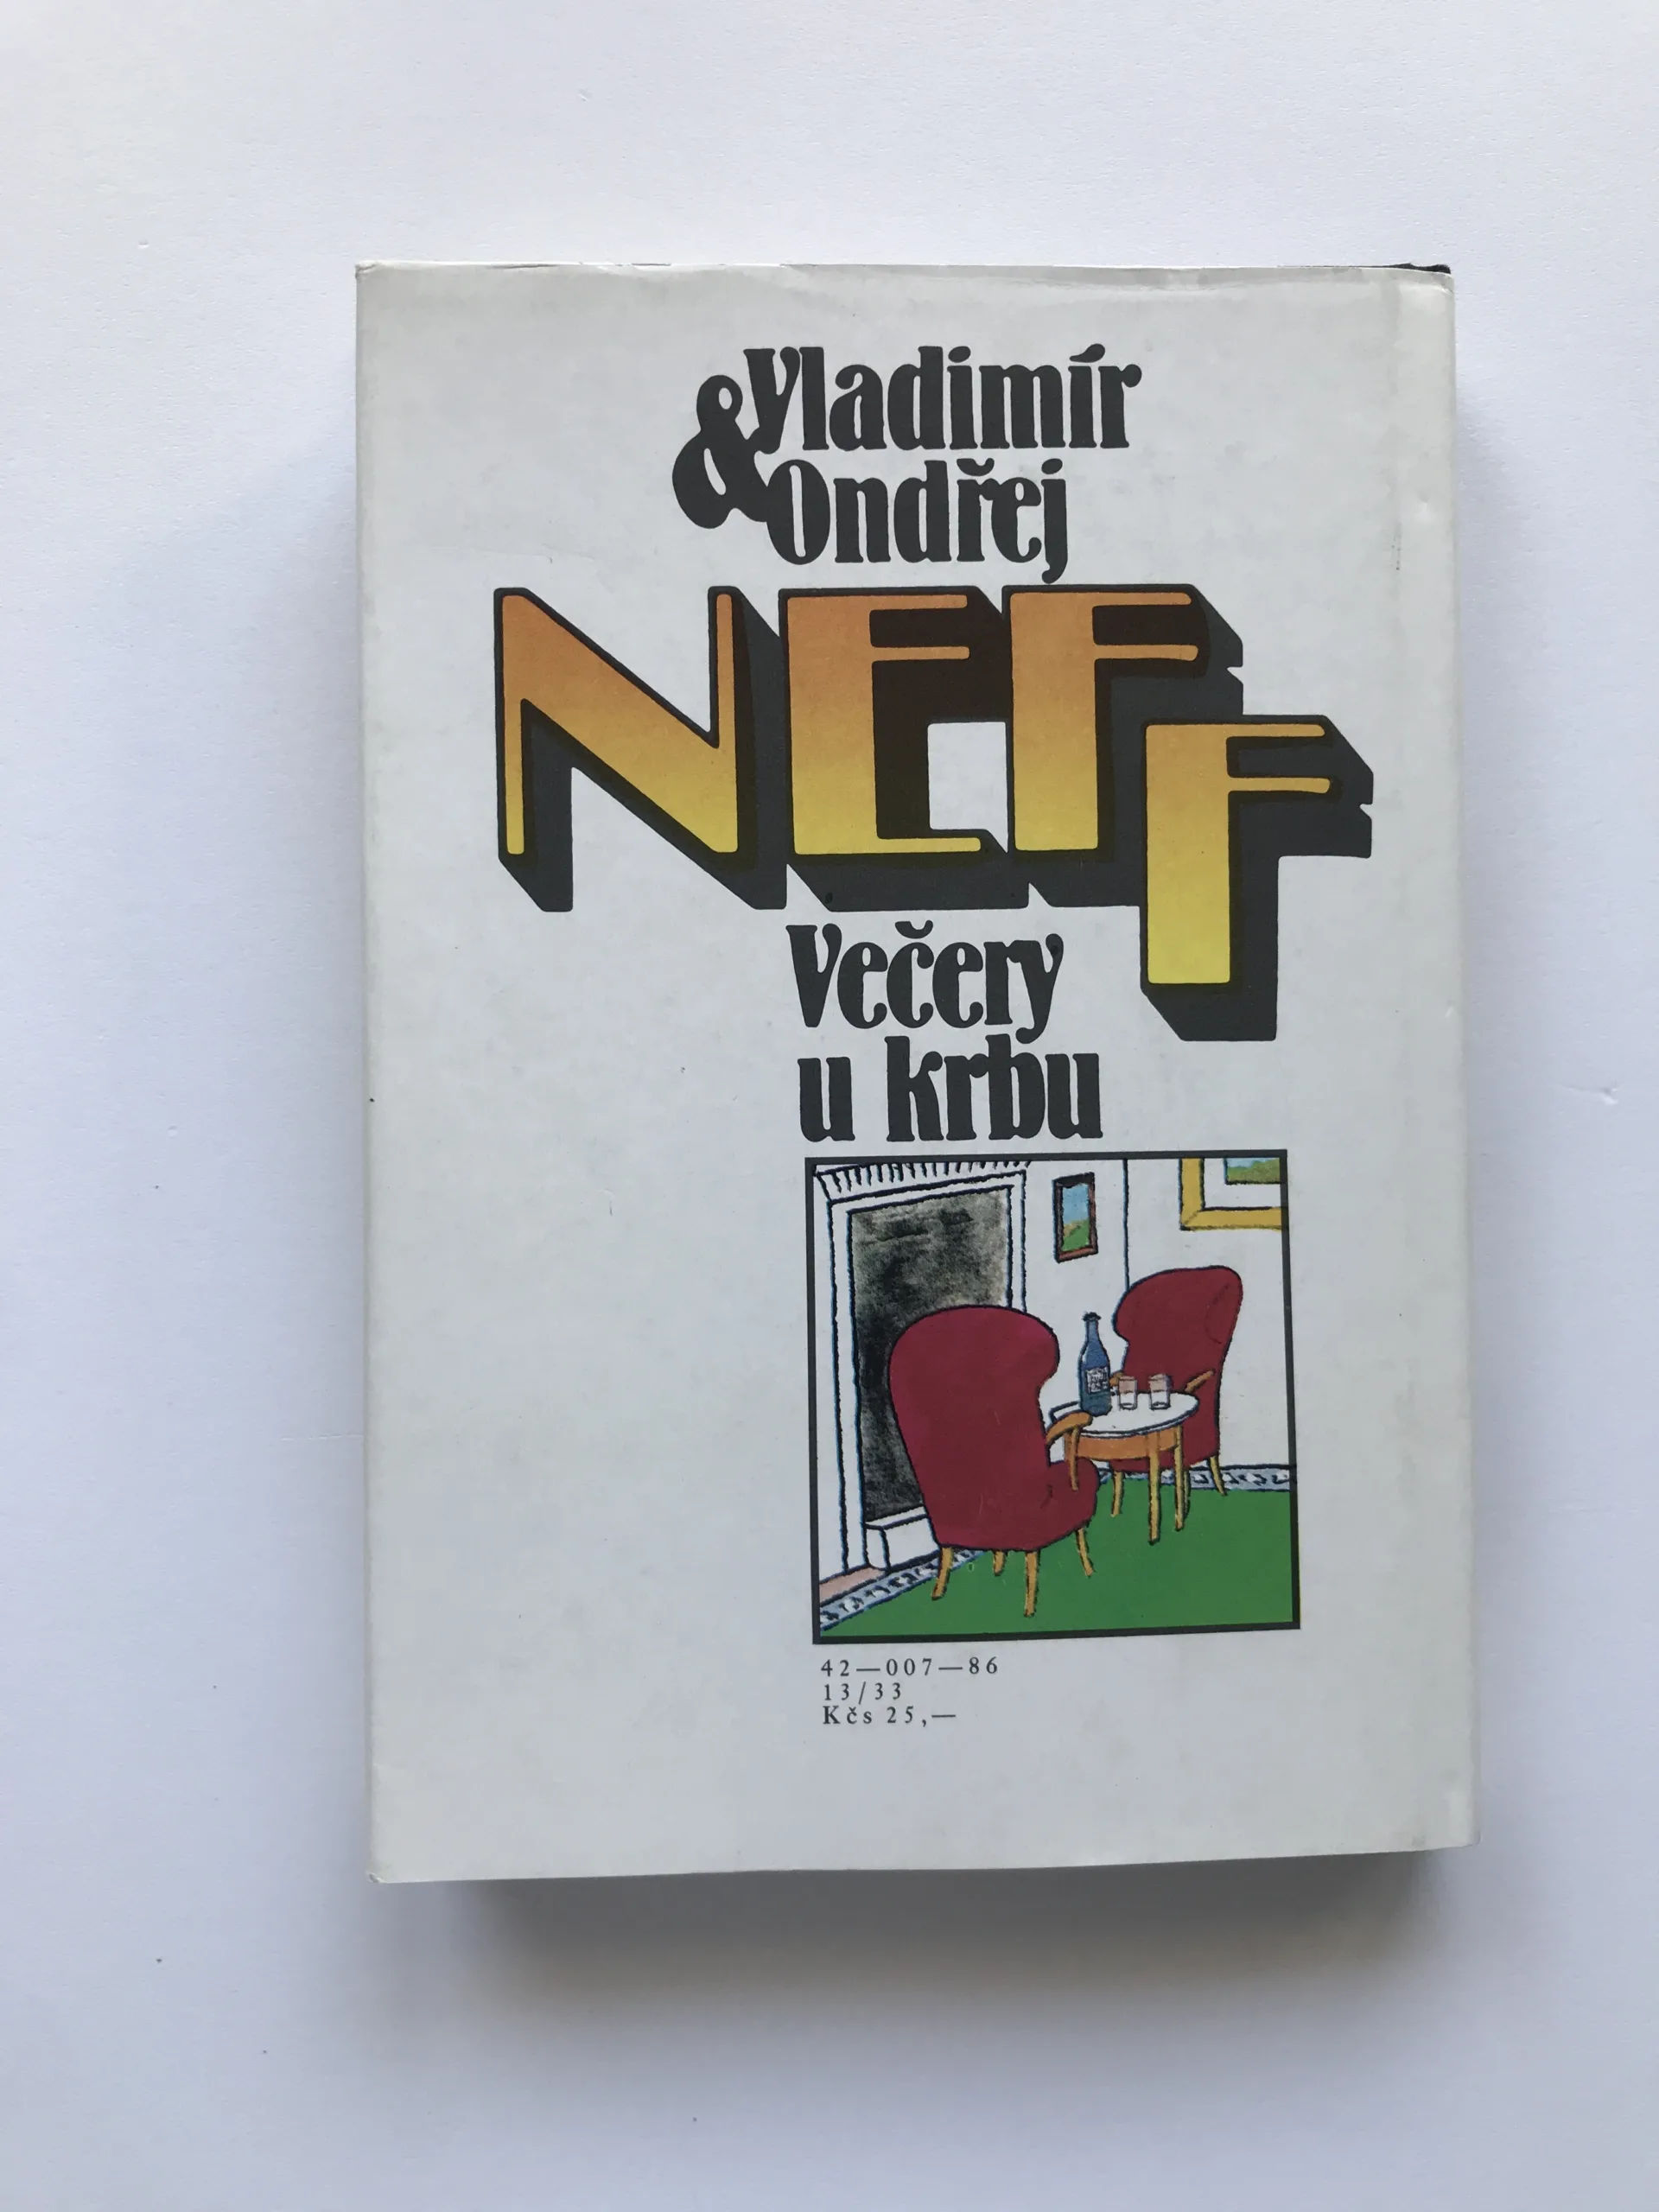 Vladimír
& Ondřej
NEFF
Večery
u krbu
42—007—86
13/33
Kčs 25,—